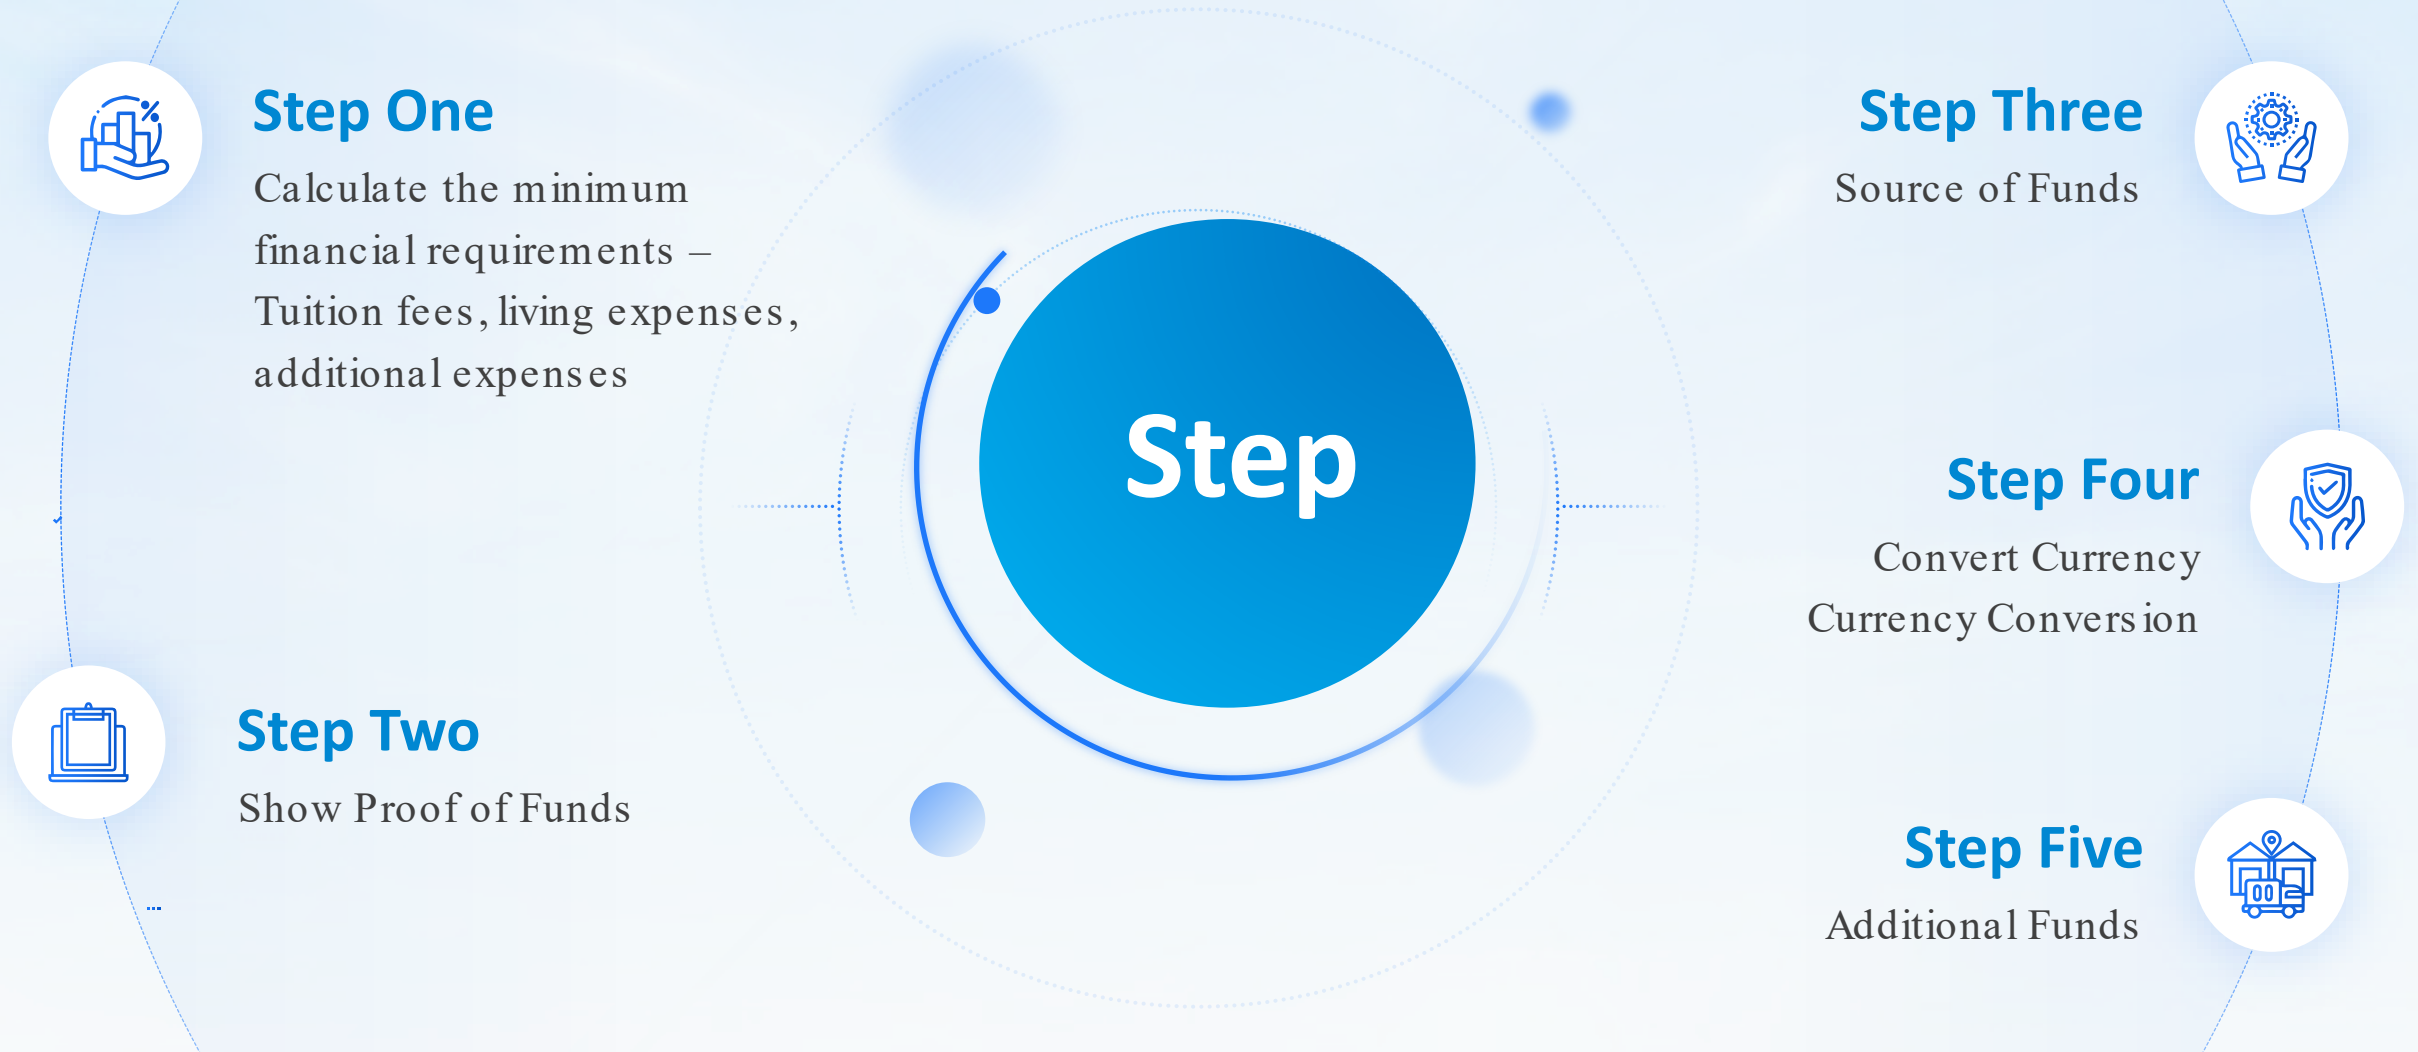 Step One
Calculate the minimum
financial requirements –
Tuition fees, living expenses,
additional expenses
Step Two
Show Proof of Funds
Step
Step Three
Source of Funds
Step Four
Convert Currency
Currency Conversion
Step Five
Additional Funds